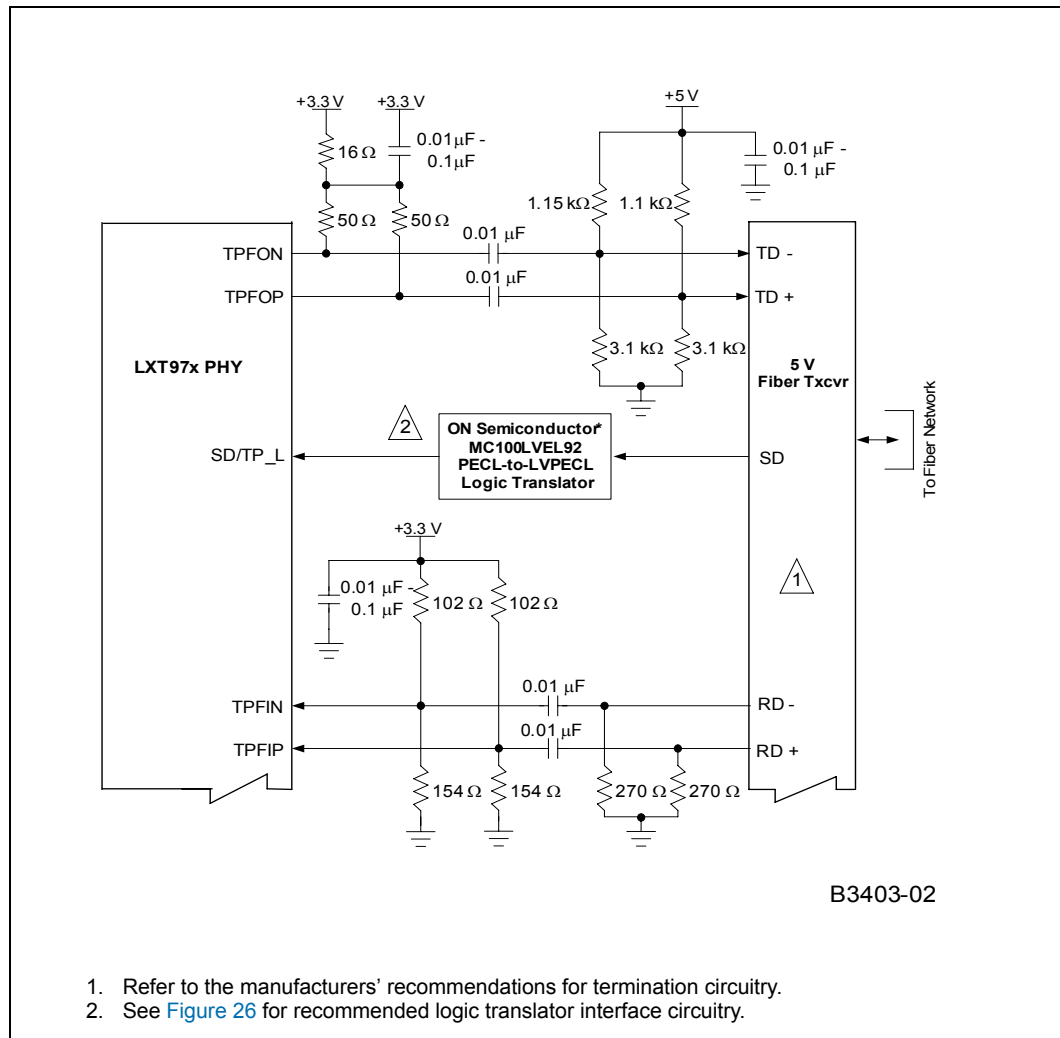 +3.3 V
+3.3 V
+5 V
16 Ω
0.01µF -
0.1µF
0.01 µF -
0.1 µF
50 Ω
50 Ω
1.15 kΩ
1.1 kΩ
0.01 µF
TPFON
TD -
0.01 µF
TPFOP
TD +
3.1 kΩ
3.1 kΩ
LXT97x PHY
5 V
Fiber Txcvr
To Fiber Network
2
ON Semiconductor*
MC100LVEL92
PECL-to-LVPECL
Logic Translator
SD/TP_L
SD
+3.3 V
1
0.01 µF -
0.1 µF
102 Ω
102 Ω
0.01 µF
TPFIN
RD -
0.01 µF
TPFIP
RD +
154 Ω
154 Ω
270 Ω
270 Ω
B3403-02
1. Refer to the manufacturers’ recommendations for termination circuitry.
2. See Figure 26 for recommended logic translator interface circuitry.